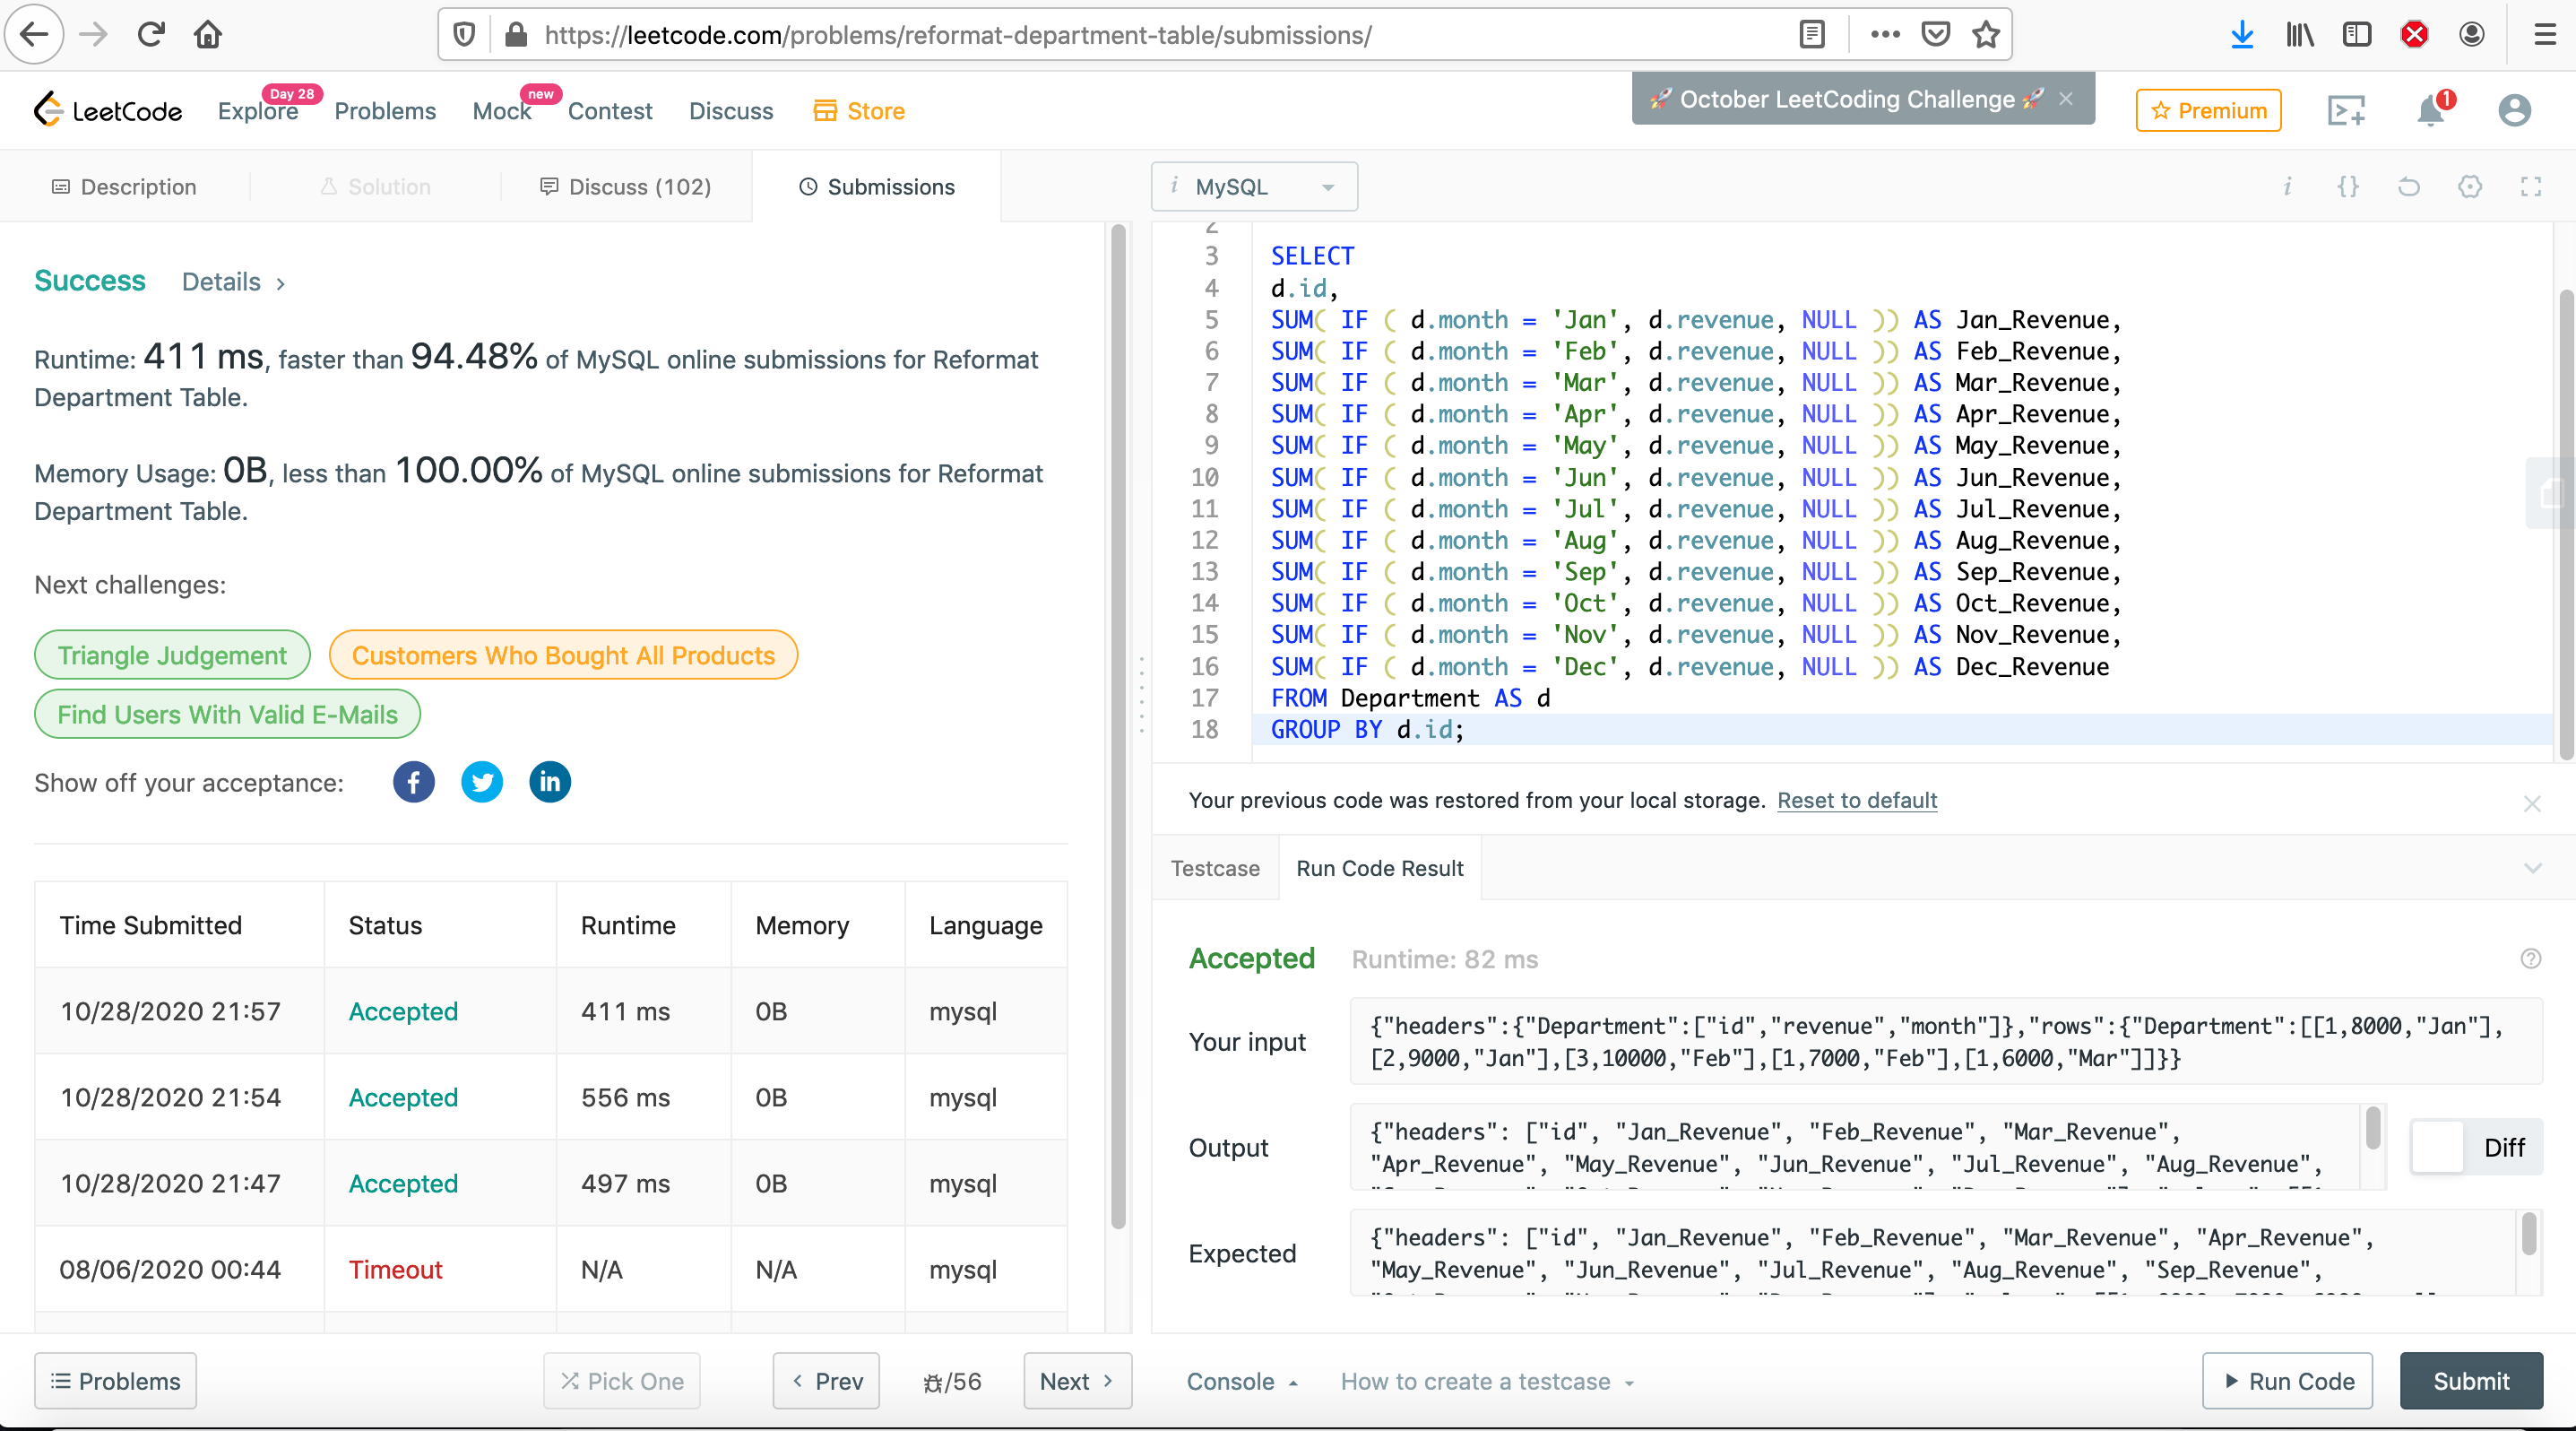 https://leetcode.com/problems/reformat-department-table/submissions/
LeetCode
Explore
Day 28
Problems
Mock
new
Contest
Discuss
Store
🚀 October LeetCoding Challenge 🚀 ×
Premium
1
Description
Solution
Discuss (102)
Submissions
i MySQL
Success Details >
Runtime: 411 ms, faster than 94.48% of MySQL online submissions for Reformat
Department Table.
Memory Usage: 0B, less than 100.00% of MySQL online submissions for Reformat
Department Table.
Next challenges:
Triangle Judgement
Customers Who Bought All Products
Find Users With Valid E-Mails
Show off your acceptance:
Time Submitted Status Runtime Memory Language
10/28/2020 21:57 Accepted 411 ms 0B mysql
10/28/2020 21:54 Accepted 556 ms 0B mysql
10/28/2020 21:47 Accepted 497 ms 0B mysql
08/06/2020 00:44 Timeout N/A N/A mysql
Problems
Pick One
< Prev
/56
Next >
2
3 SELECT
4 d.id,
5 SUM( IF ( d.month = 'Jan', d.revenue, NULL )) AS Jan_Revenue,
6 SUM( IF ( d.month = 'Feb', d.revenue, NULL )) AS Feb_Revenue,
7 SUM( IF ( d.month = 'Mar', d.revenue, NULL )) AS Mar_Revenue,
8 SUM( IF ( d.month = 'Apr', d.revenue, NULL )) AS Apr_Revenue,
9 SUM( IF ( d.month = 'May', d.revenue, NULL )) AS May_Revenue,
10 SUM( IF ( d.month = 'Jun', d.revenue, NULL )) AS Jun_Revenue,
11 SUM( IF ( d.month = 'Jul', d.revenue, NULL )) AS Jul_Revenue,
12 SUM( IF ( d.month = 'Aug', d.revenue, NULL )) AS Aug_Revenue,
13 SUM( IF ( d.month = 'Sep', d.revenue, NULL )) AS Sep_Revenue,
14 SUM( IF ( d.month = 'Oct', d.revenue, NULL )) AS Oct_Revenue,
15 SUM( IF ( d.month = 'Nov', d.revenue, NULL )) AS Nov_Revenue,
16 SUM( IF ( d.month = 'Dec', d.revenue, NULL )) AS Dec_Revenue
17 FROM Department AS d
18 GROUP BY d.id;
Your previous code was restored from your local storage. Reset to default
Testcase
Run Code Result
Accepted Runtime: 82 ms
Your input
{"headers":{"Department":["id","revenue","month"]},"rows":{"Department":[[1,8000,"Jan"],
[2,9000,"Jan"],[3,10000,"Feb"],[1,7000,"Feb"],[1,6000,"Mar"]]}}
Output
{"headers": ["id", "Jan_Revenue", "Feb_Revenue", "Mar_Revenue",
"Apr_Revenue", "May_Revenue", "Jun_Revenue", "Jul_Revenue", "Aug_Revenue",
Diff
Expected
{"headers": ["id", "Jan_Revenue", "Feb_Revenue", "Mar_Revenue", "Apr_Revenue",
"May_Revenue", "Jun_Revenue", "Jul_Revenue", "Aug_Revenue", "Sep_Revenue",
Console
How to create a testcase
Run Code
Submit